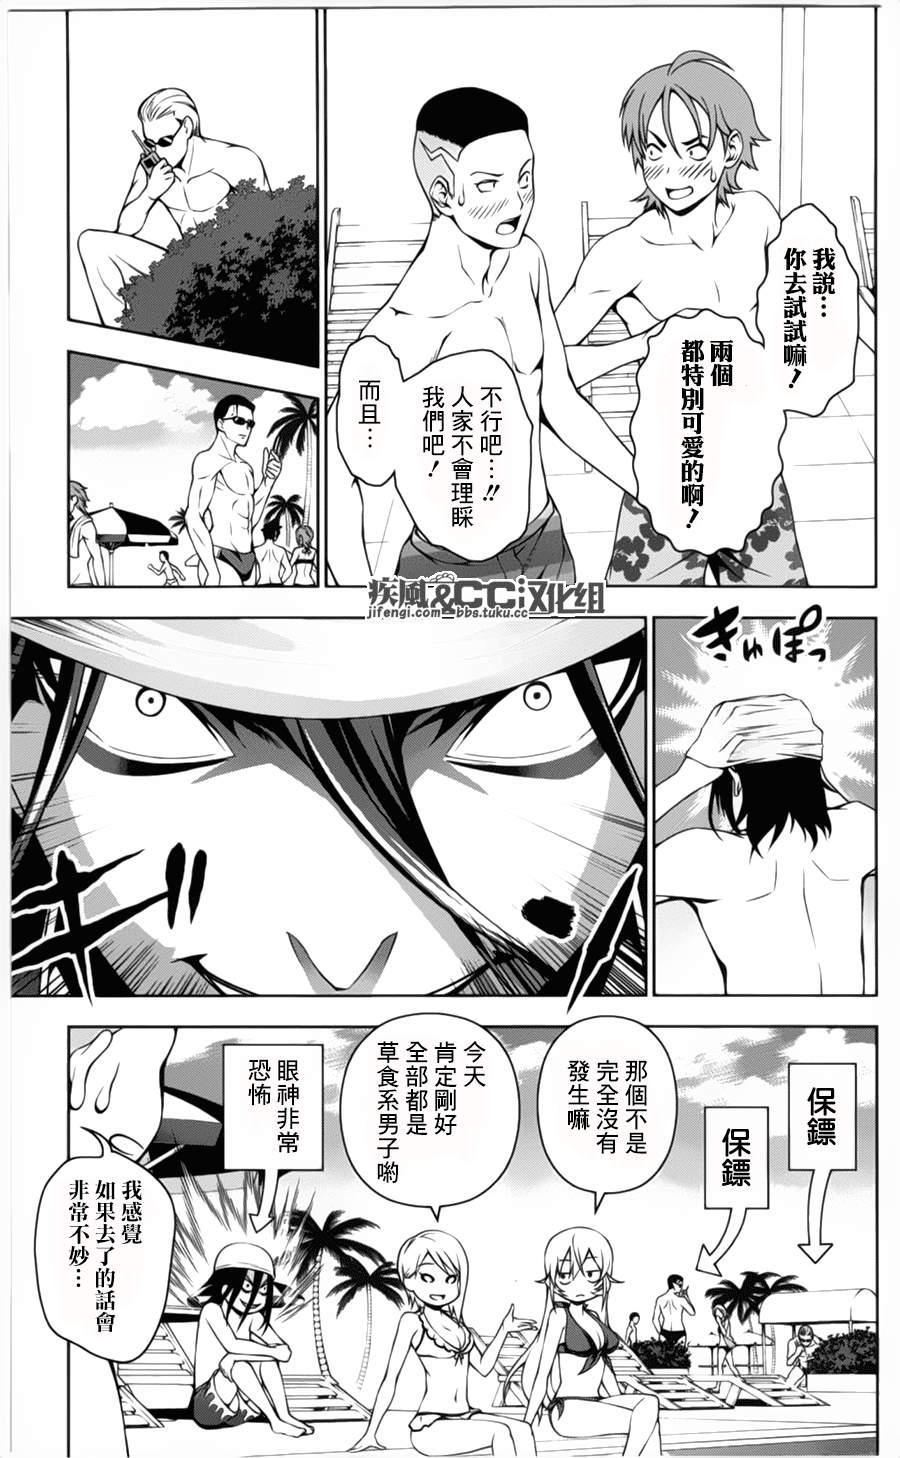 我説…
你去試試嘛！
兩個
都特別可愛的啊！
不行吧…!!
人家不會理睬
我們吧！
而且…
疾風&CC汉化组
jifengi.com bbs.tuku.cc
きゅぽっ
ギン
保鏢
保鏢
那個不是
完全沒有
發生嘛
今天
肯定剛好
全部都是
草食系男子喲
眼神非常
恐怖
我感覺
如果去了的話會
非常不妙…